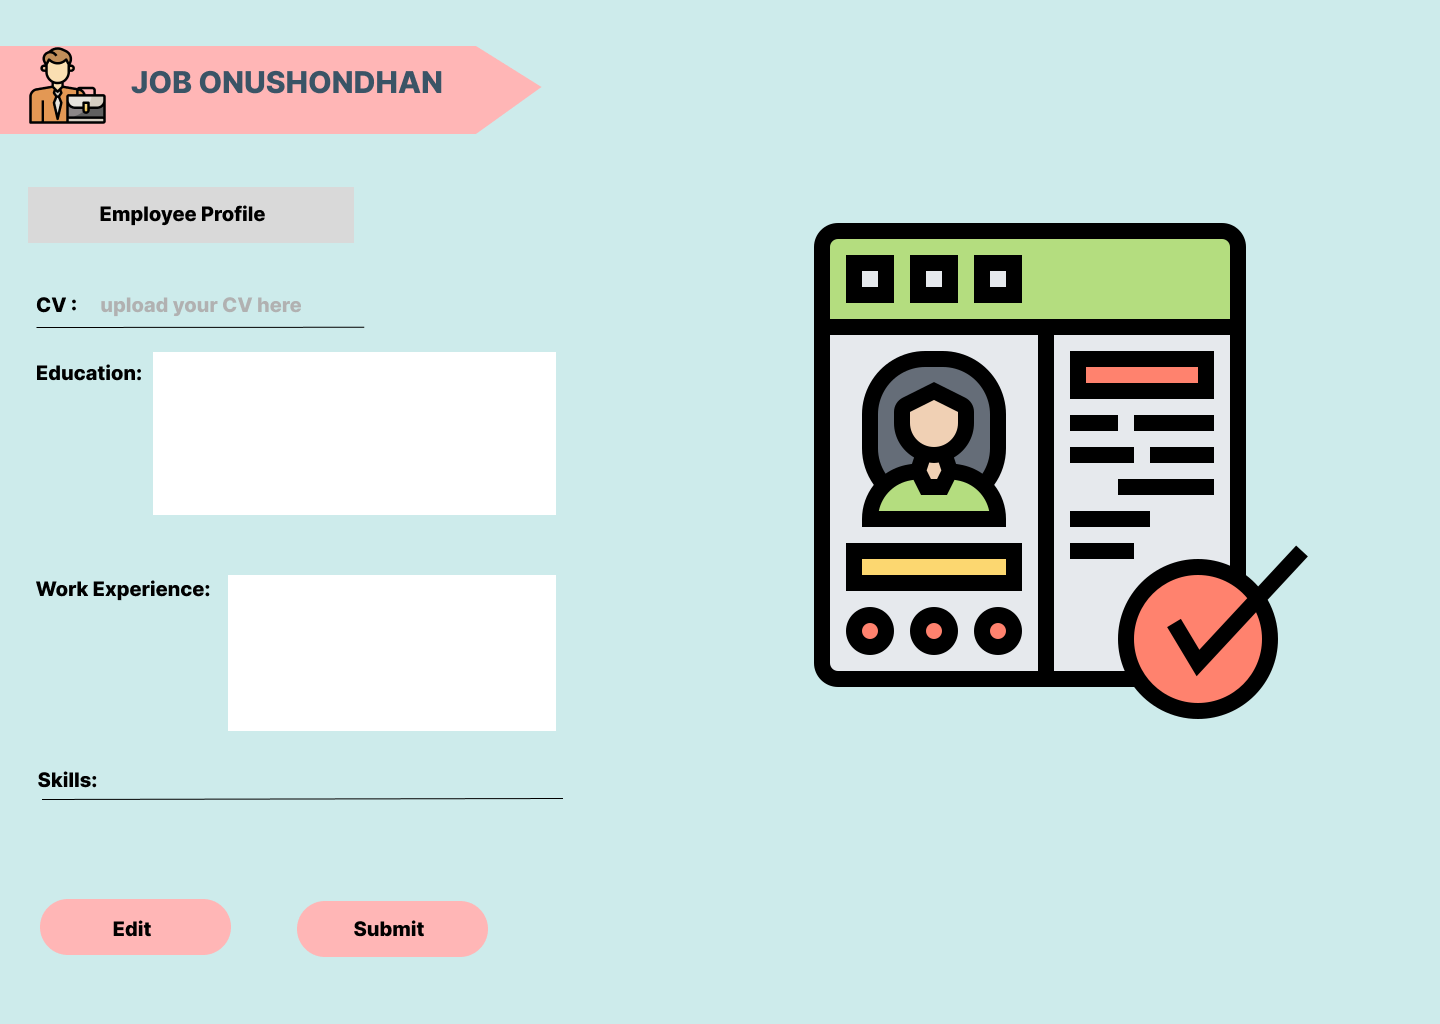 JOB ONUSHONDHAN
Employee Profile
CV : upload your CV here
Education:
Work Experience:
Skills:
Edit
Submit